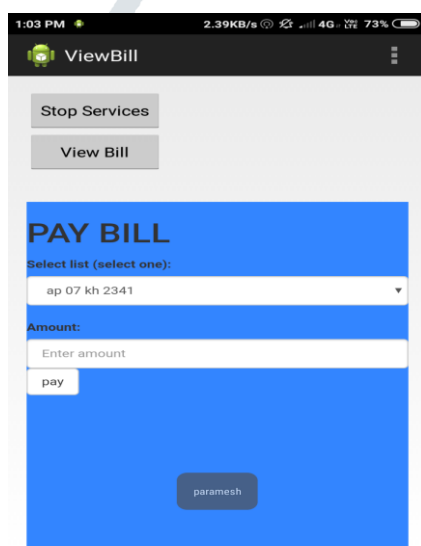 1:03 PM 2.39KB/s 4G VoLTE 73%
ViewBill
Stop Services
View Bill
PAY BILL
Select list (select one):
ap 07 kh 2341
Amount:
Enter amount
pay
paramesh